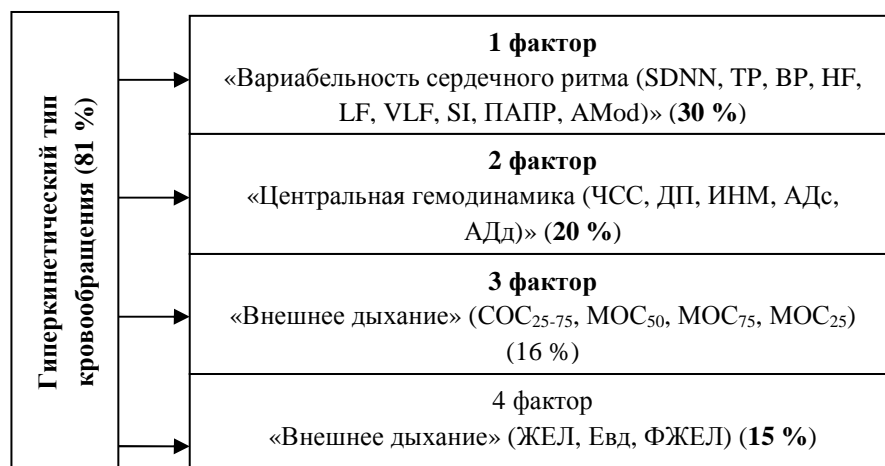 Гиперкинетический тип
кровообращения (81 %)
1 фактор
«Вариабельность сердечного ритма (SDNN, TP, ВР, HF,
LF, VLF, SI, ПАПР, AMod)» (30 %)
2 фактор
«Центральная гемодинамика (ЧСС, ДП, ИНМ, АДс,
АДд)» (20 %)
3 фактор
«Внешнее дыхание» (СОС25-75, МОС50, МОС75, МОС25)
(16 %)
4 фактор
«Внешнее дыхание» (ЖЕЛ, Евд, ФЖЕЛ) (15 %)